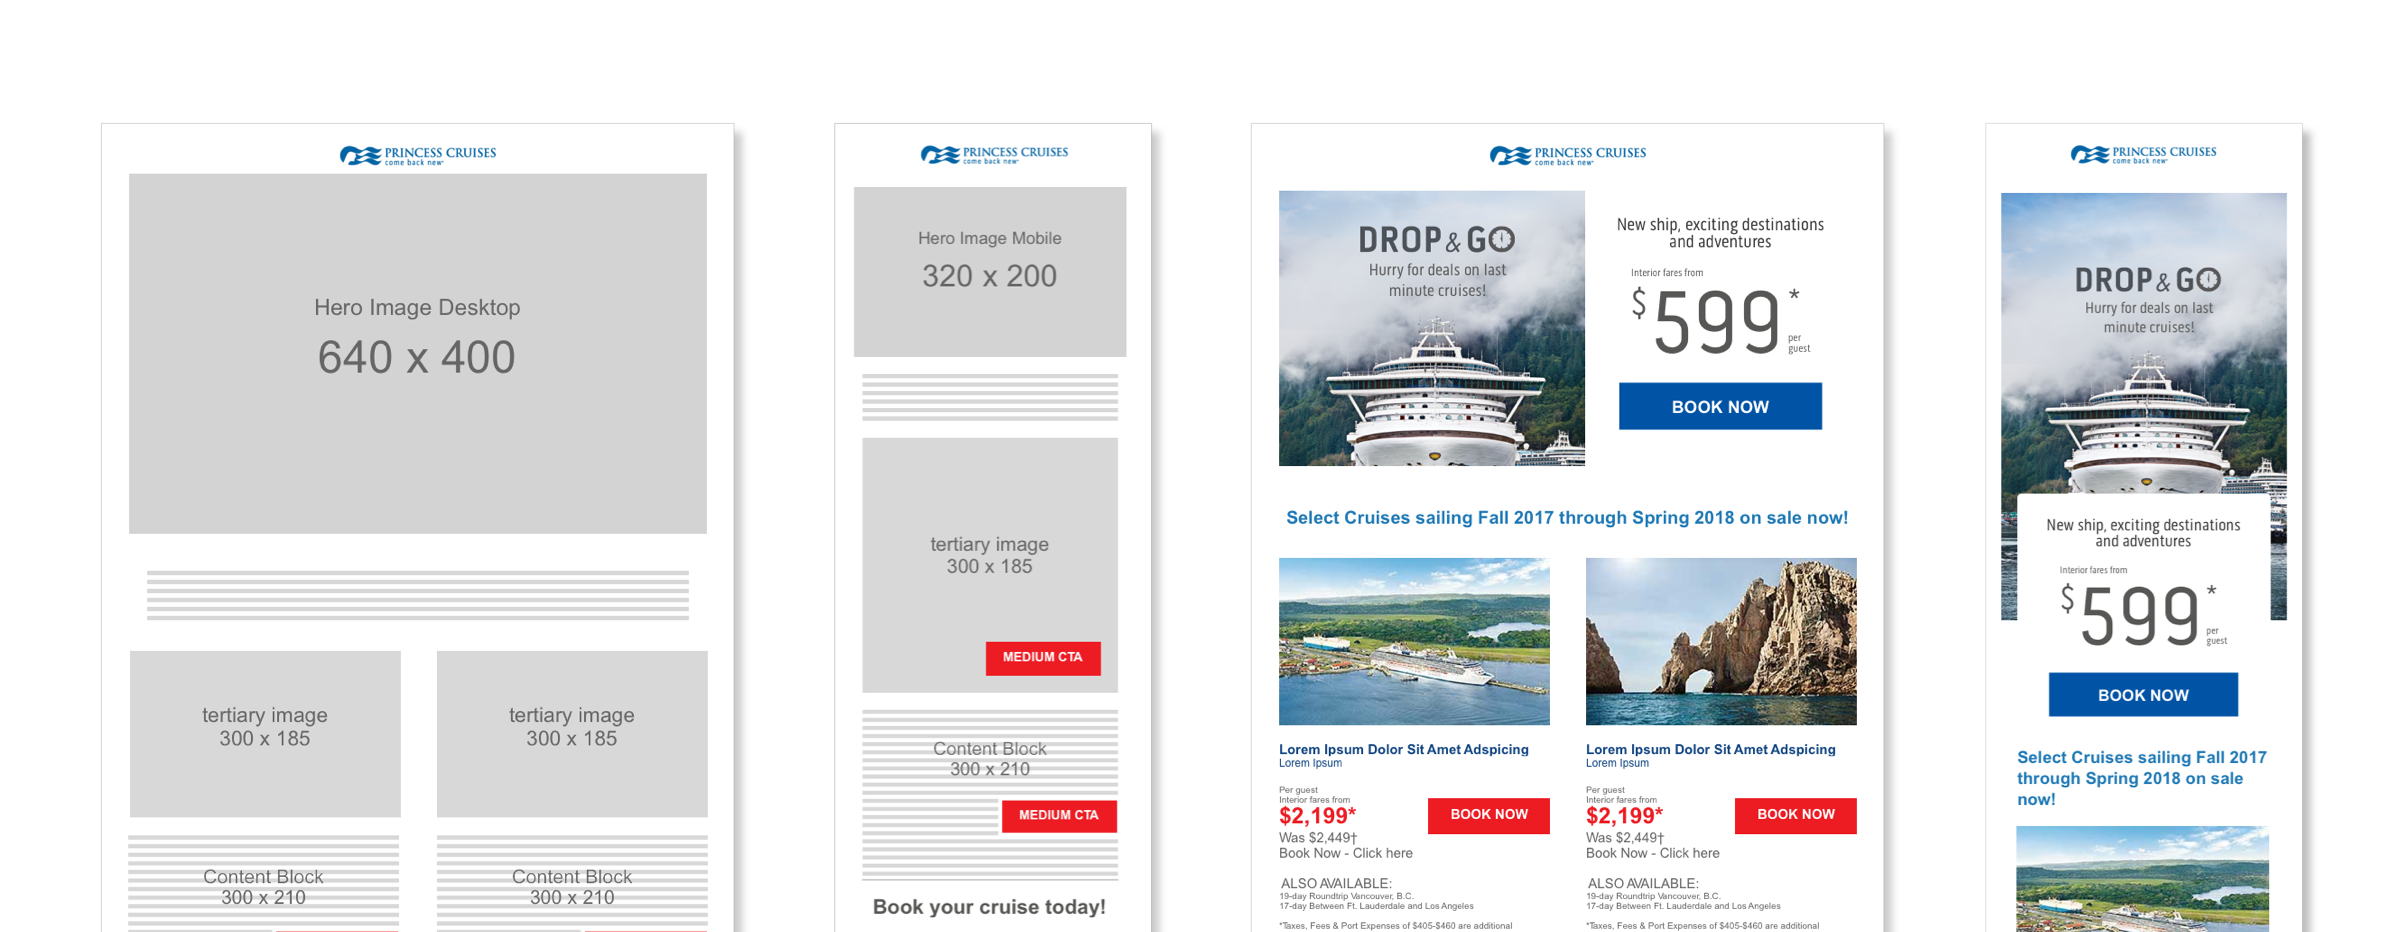 PRINCESS CRUISES
come back new
Hero Image Desktop
640 x 400
tertiary image
300 x 185
tertiary image
300 x 185
Content Block
300 x 210
Content Block
300 x 210
PRINCESS CRUISES
come back new
Hero Image Mobile
320 x 200
tertiary image
300 x 185
MEDIUM CTA
Content Block
300 x 210
MEDIUM CTA
Book your cruise today!
PRINCESS CRUISES
come back new
DROP & GO
Hurry for deals on last
minute cruises!
New ship, exciting destinations
and adventures
Interior fares from
$599*
per
guest
BOOK NOW
Select Cruises sailing Fall 2017 through Spring 2018 on sale now!
Lorem Ipsum Dolor Sit Amet Adspicing
Lorem Ipsum
Per guest
Interior fares from
$2,199*
BOOK NOW
Was $2,449†
Book Now - Click here
ALSO AVAILABLE:
19-day Roundtrip Vancouver, B.C.
17-day Between Ft. Lauderdale and Los Angeles
*Taxes, Fees & Port Expenses of $405-$460 are additional
Lorem Ipsum Dolor Sit Amet Adspicing
Lorem Ipsum
Per guest
Interior fares from
$2,199*
BOOK NOW
Was $2,449†
Book Now - Click here
ALSO AVAILABLE:
19-day Roundtrip Vancouver, B.C.
17-day Between Ft. Lauderdale and Los Angeles
*Taxes, Fees & Port Expenses of $405-$460 are additional
PRINCESS CRUISES
come back new
DROP & GO
Hurry for deals on last
minute cruises!
New ship, exciting destinations
and adventures
Interior fares from
$599*
per
guest
BOOK NOW
Select Cruises sailing Fall 2017
through Spring 2018 on sale
now!